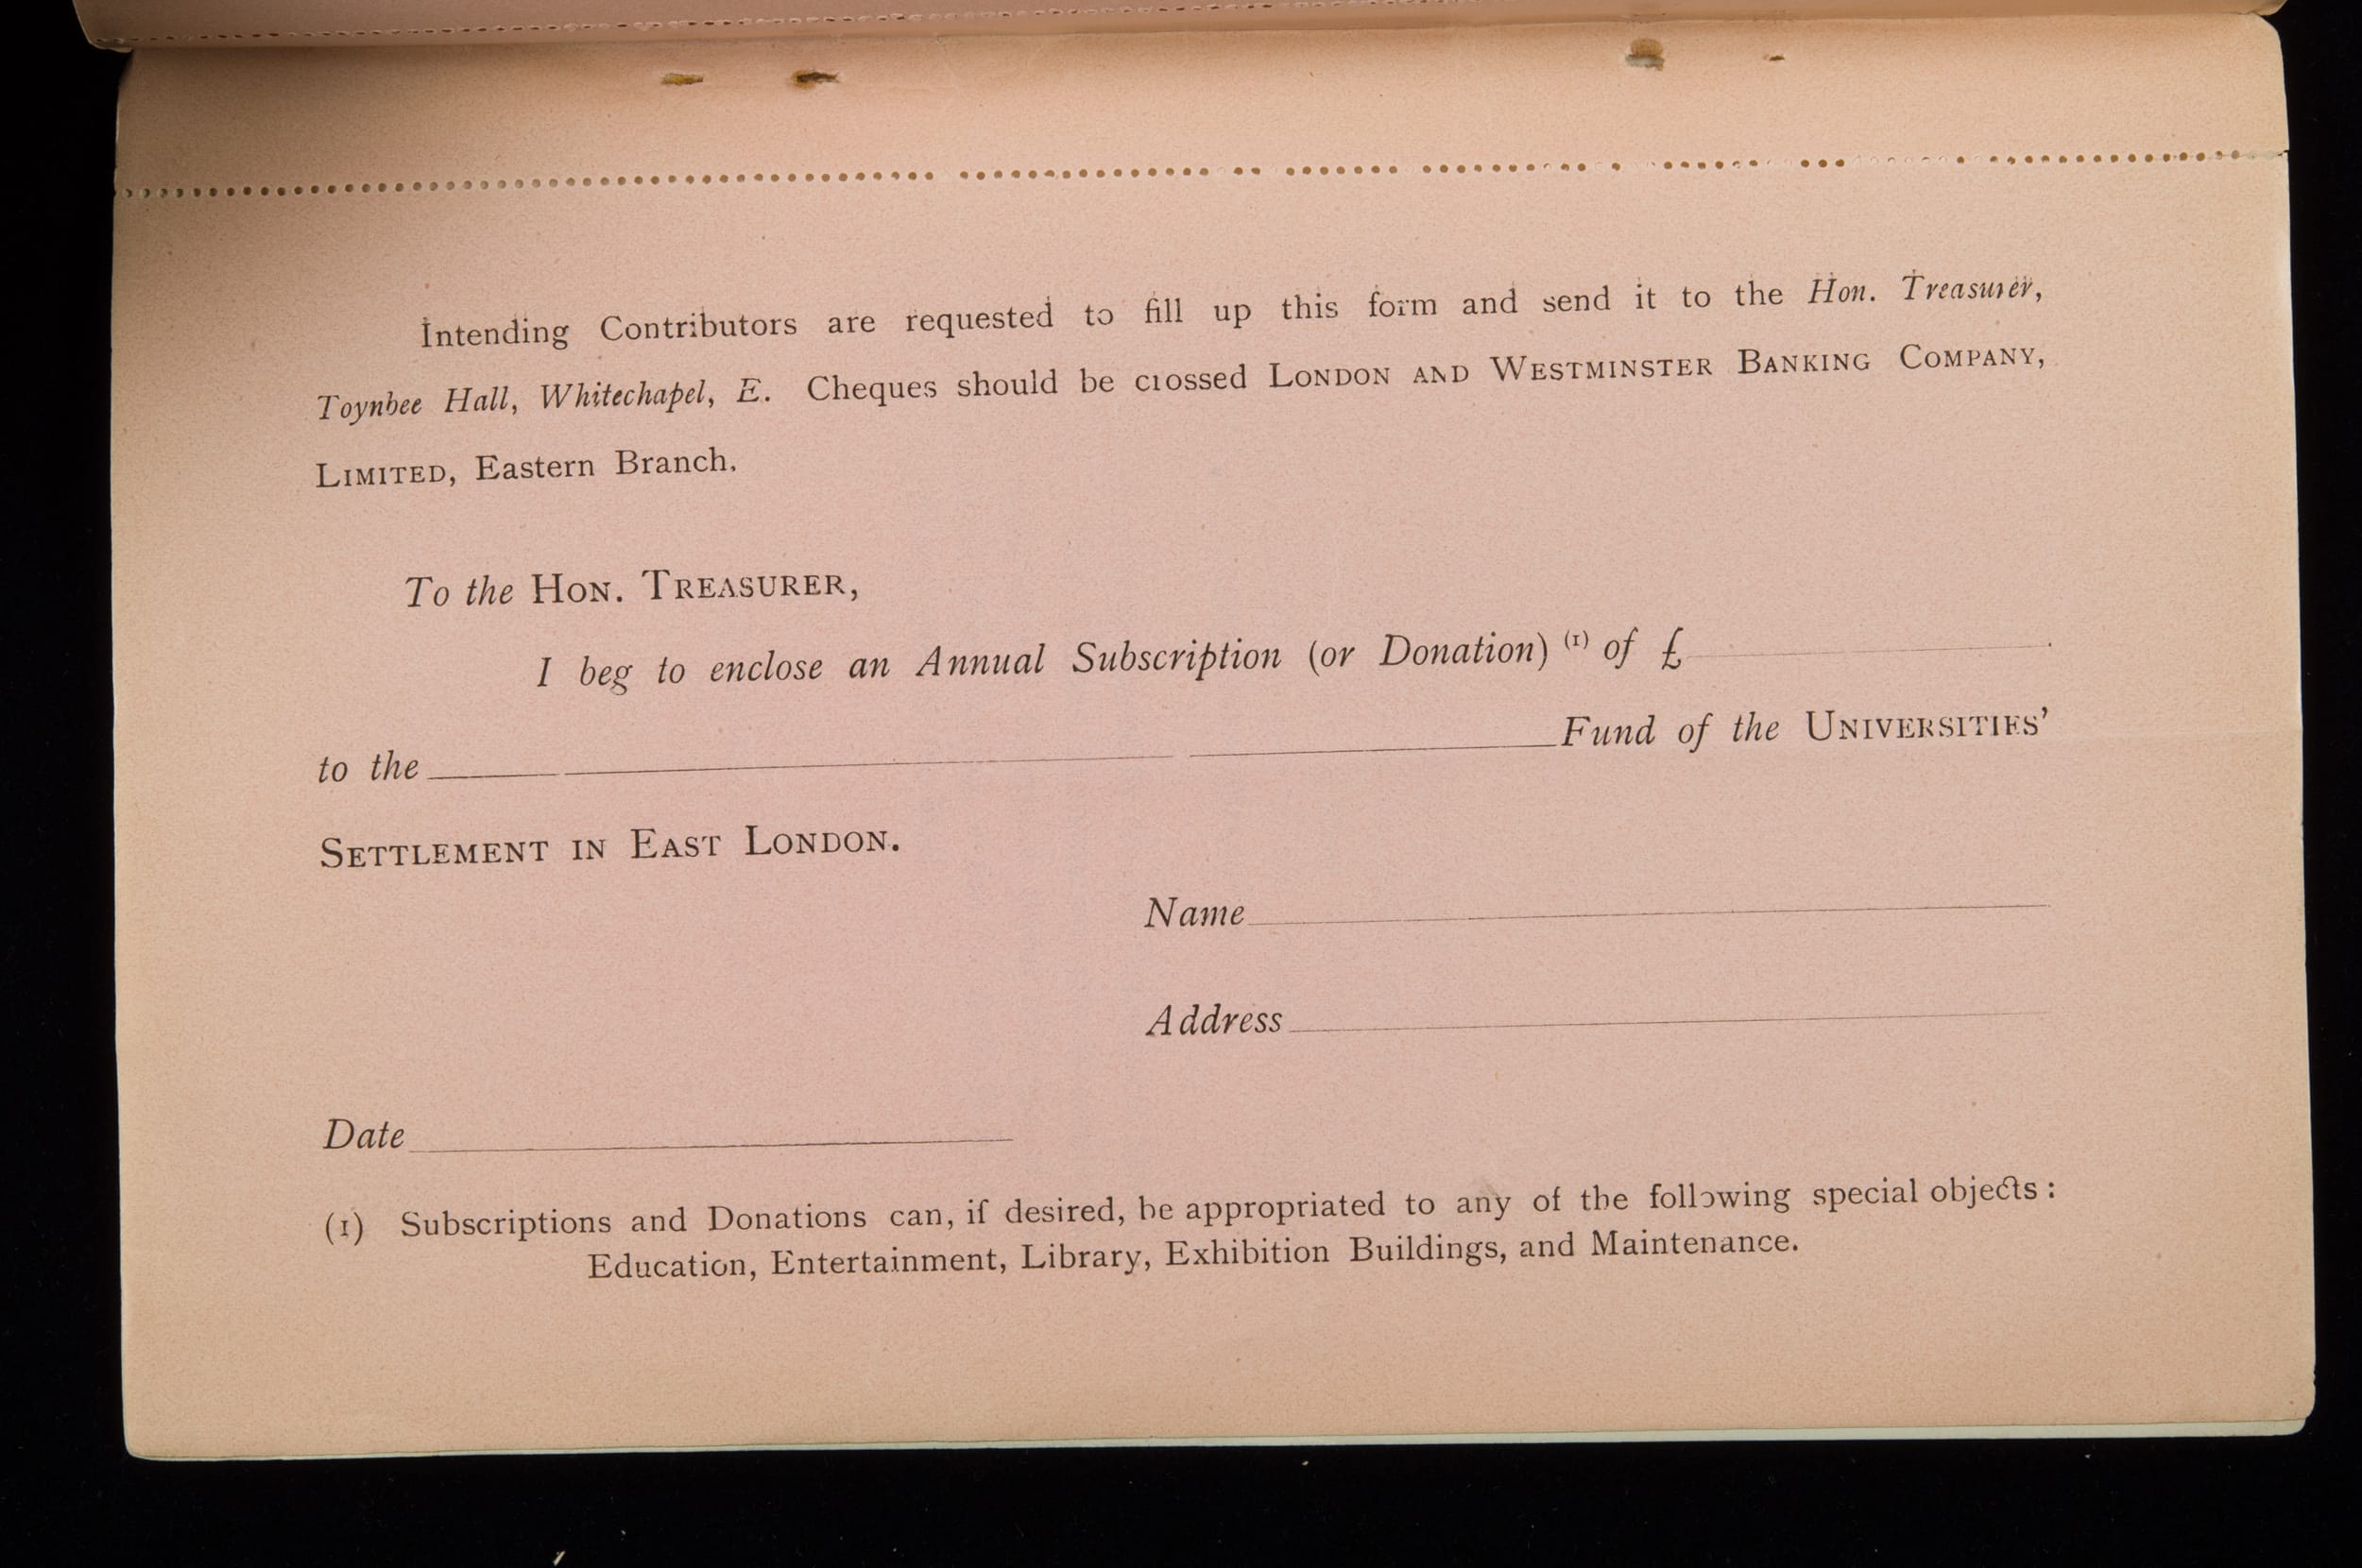 Intending Contributors are requested to fill up this form and send it to the Hon. Treasurer,
Toynbee Hall, Whitechapel, E. Cheques should be crossed LONDON AND WESTMINSTER BANKING COMPANY,
LIMITED, Eastern Branch.
To the HON. TREASURER,
I beg to enclose an Annual Subscription (or Donation) (1) of £
to the Fund of the UNIVERSITIES'
SETTLEMENT IN EAST LONDON.
Name
Address
Date
(1) Subscriptions and Donations can, if desired, be appropriated to any of the following special objects:
Education, Entertainment, Library, Exhibition Buildings, and Maintenance.